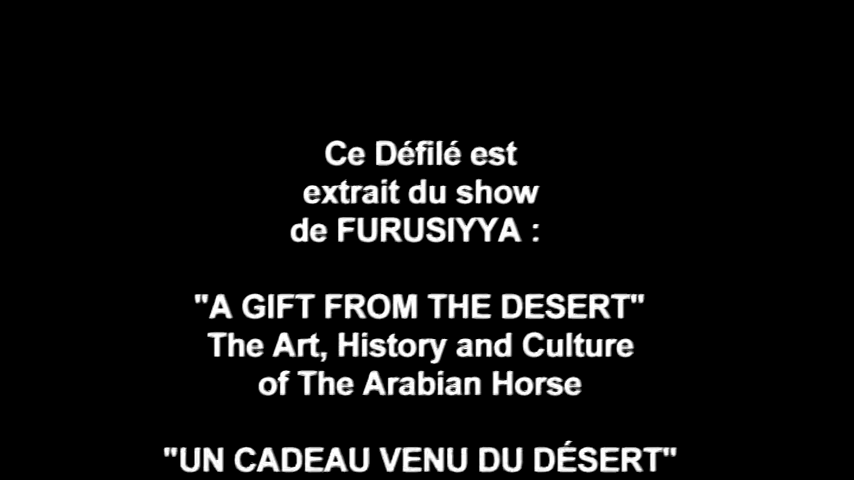 Ce Défilé est
extrait du show
de FURUSIYYA :
"A GIFT FROM THE DESERT"
The Art, History and Culture
of The Arabian Horse
"UN CADEAU VENU DU DÉSERT"